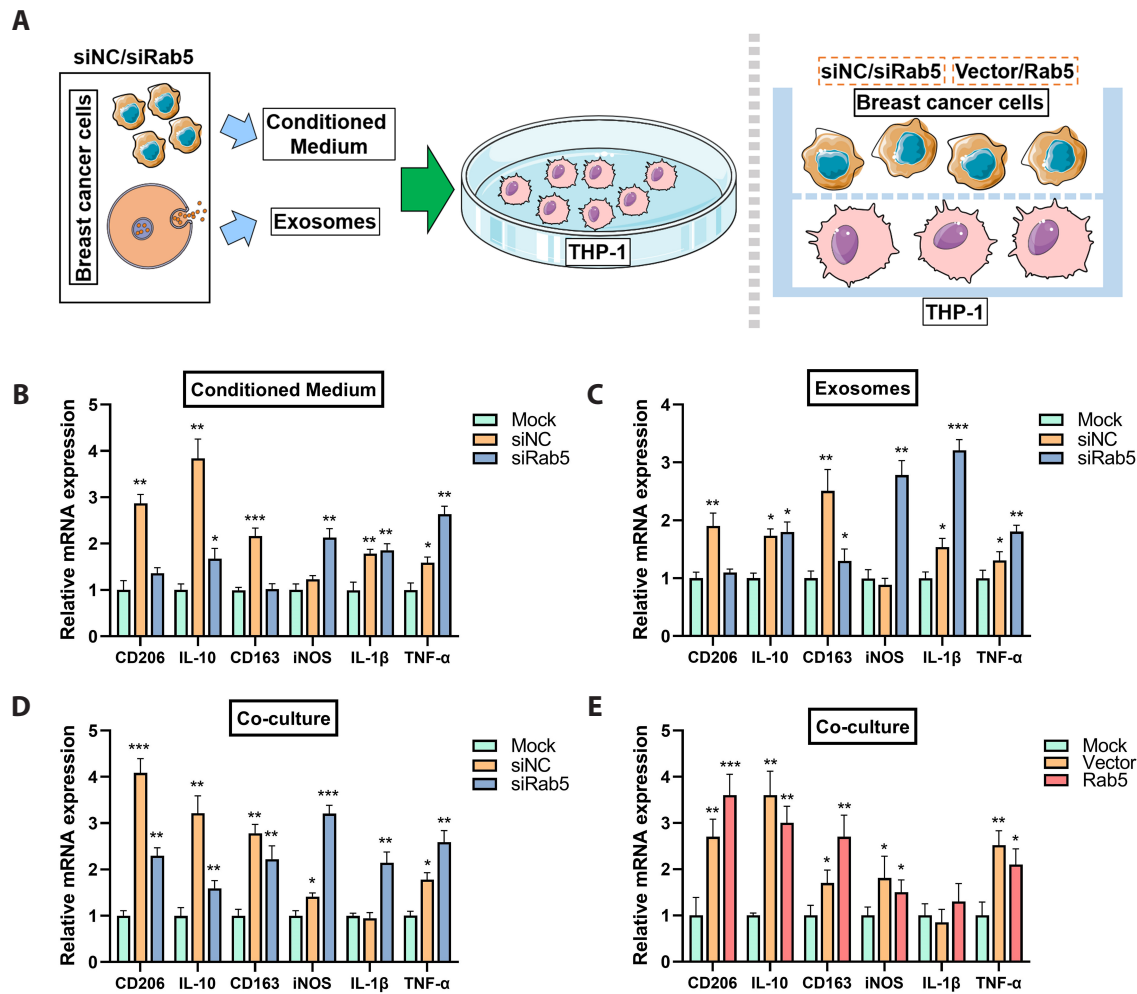 A
siNC/siRab5
Breast cancer cells
Conditioned
Medium
Exosomes
THP-1
siNC/siRab5 Vector/Rab5
Breast cancer cells
THP-1
B
Conditioned Medium
Relative mRNA expression
5
4
3
2
1
0
** ** * *** ** ** ** * **
CD206 IL-10 CD163 iNOS IL-1β TNF-α
Mock
siNC
siRab5
C
Exosomes
Relative mRNA expression
4
3
2
1
0
** * * ** * ** * *** * **
CD206 IL-10 CD163 iNOS IL-1β TNF-α
Mock
siNC
siRab5
D
Co-culture
Relative mRNA expression
5
4
3
2
1
0
*** ** ** ** ** ** * *** ** * **
CD206 IL-10 CD163 iNOS IL-1β TNF-α
Mock
siNC
siRab5
E
Co-culture
Relative mRNA expression
5
4
3
2
1
0
** *** ** ** * ** * * ** *
CD206 IL-10 CD163 iNOS IL-1β TNF-α
Mock
Vector
Rab5